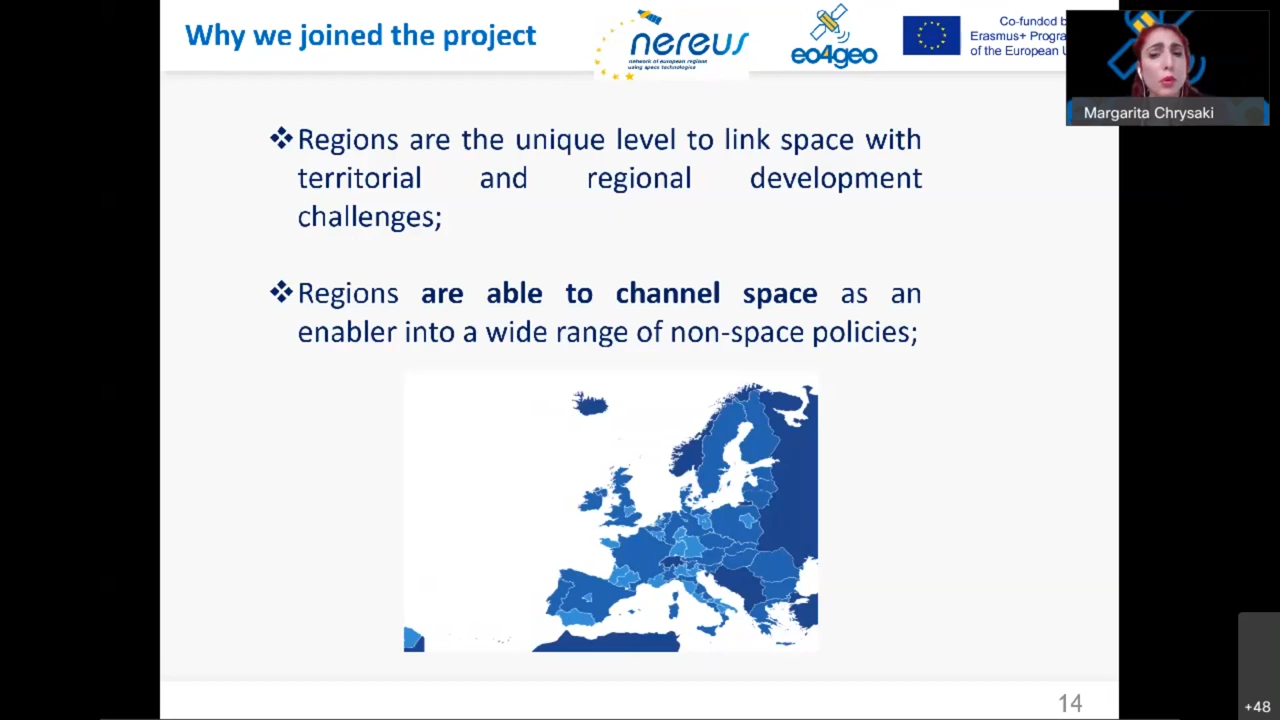 Why we joined the project
nereus
network of european regions
using space technologies
eo4geo
Co-funded b
Erasmus+ Progra
of the European U
Margarita Chrysaki
❖Regions are the unique level to link space with
territorial and regional development
challenges;
❖Regions are able to channel space as an
enabler into a wide range of non-space policies;
14
+48